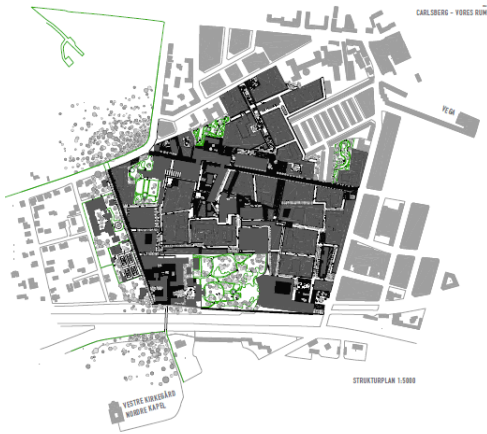 CARLSBERG - VORES RUM
VEGA
STRUKTURPLAN 1:5000
VESTRE KIRKEGÅRD
NORDRE KAPEL